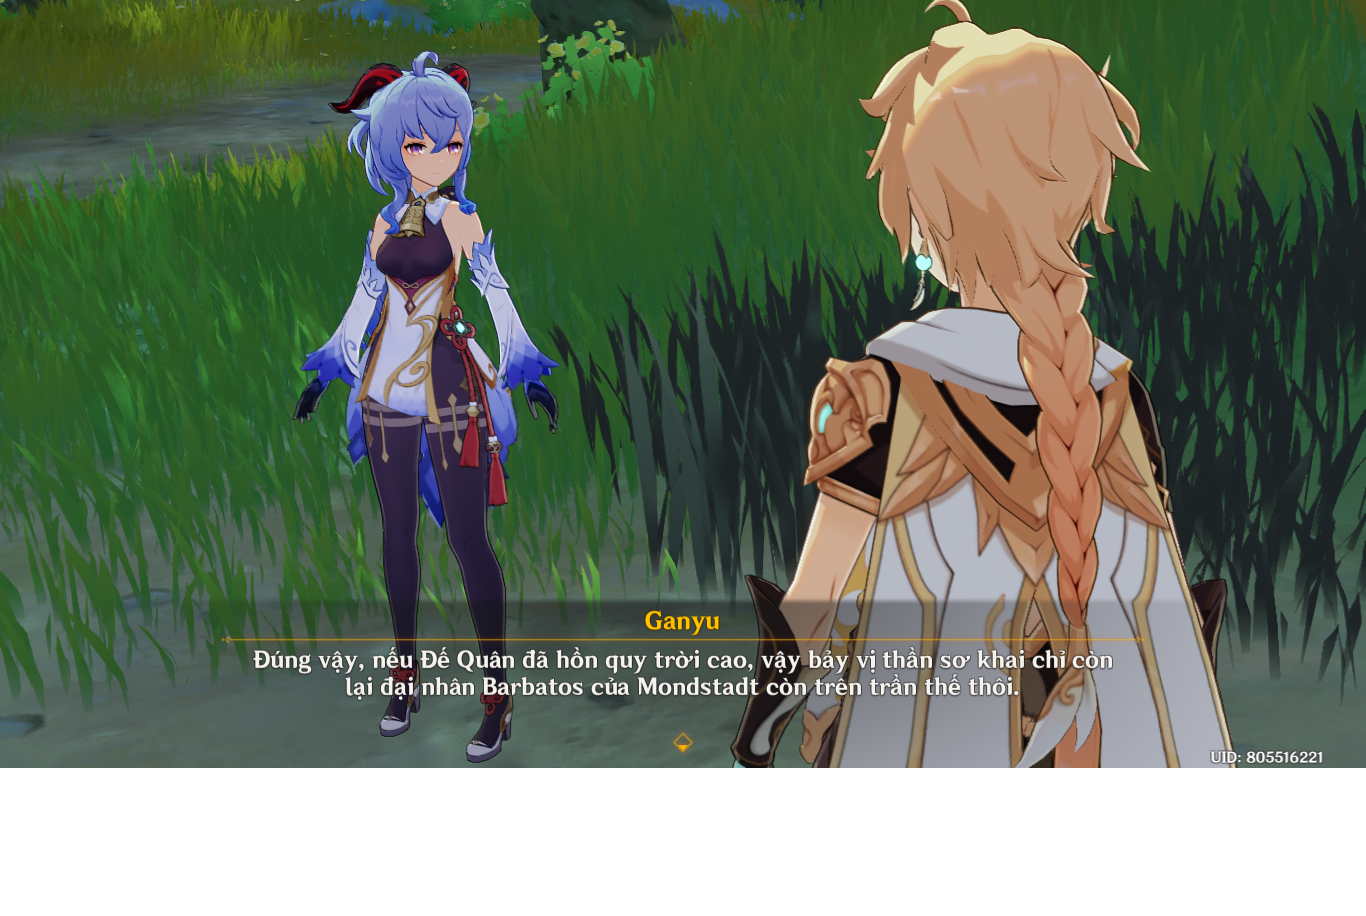 Ganyu
Đúng vậy, nếu Đế Quân đã hồn quy trời cao, vậy bảy vị thần sơ khai chỉ còn
lại đại nhân Barbatos của Mondstadt còn trên trần thế thôi.
UID: 805516221